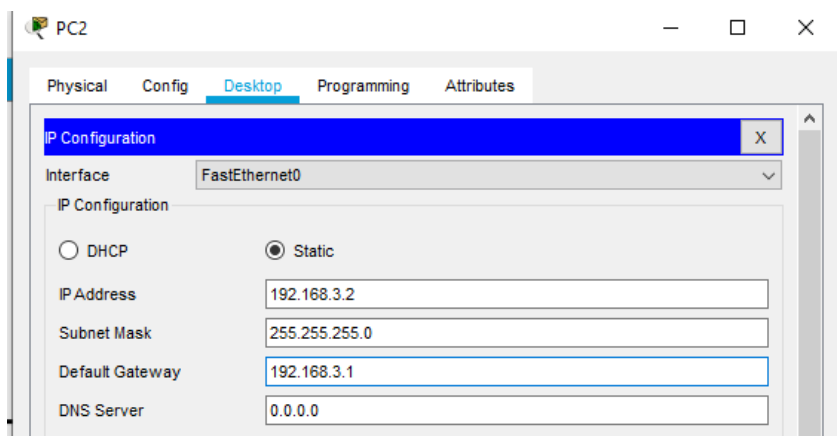 PC2
Physical Config Desktop Programming Attributes
IP Configuration X
Interface FastEthernet0
IP Configuration
DHCP Static
IP Address 192.168.3.2
Subnet Mask 255.255.255.0
Default Gateway 192.168.3.1
DNS Server 0.0.0.0